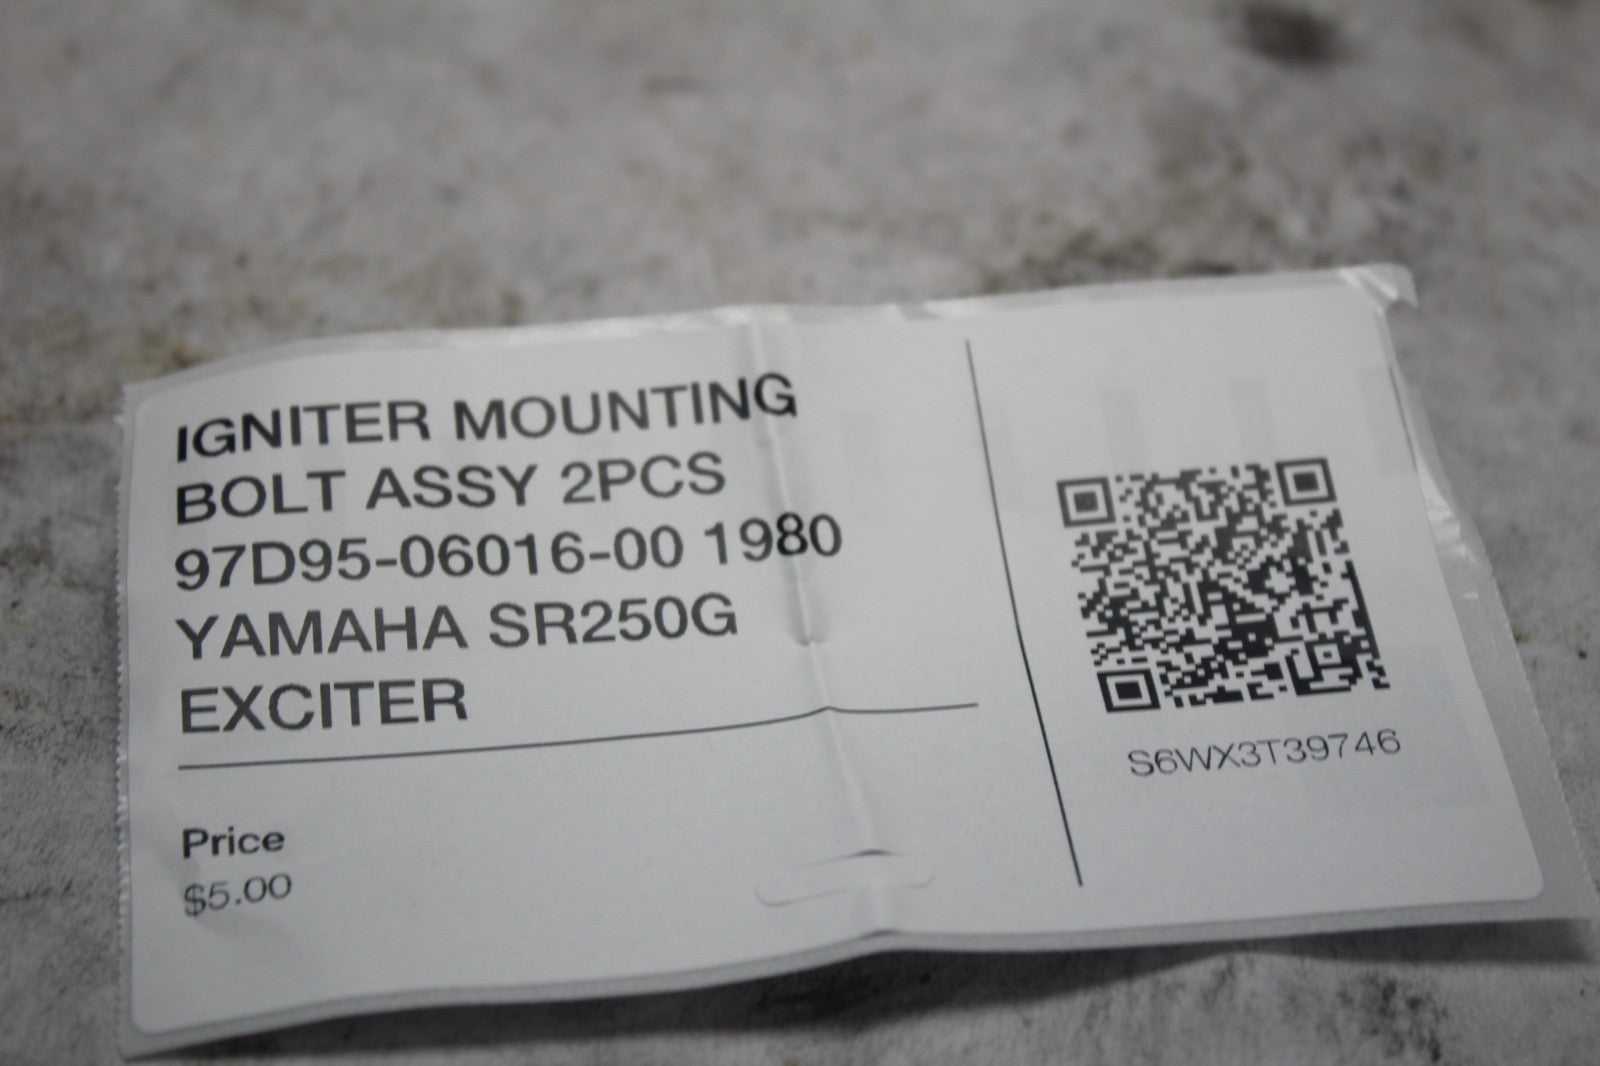 IGNITER MOUNTING
BOLT ASSY 2PCS
97D95-06016-00 1980
YAMAHA SR250G
EXCITER
Price
$5.00
S6WX3T39746